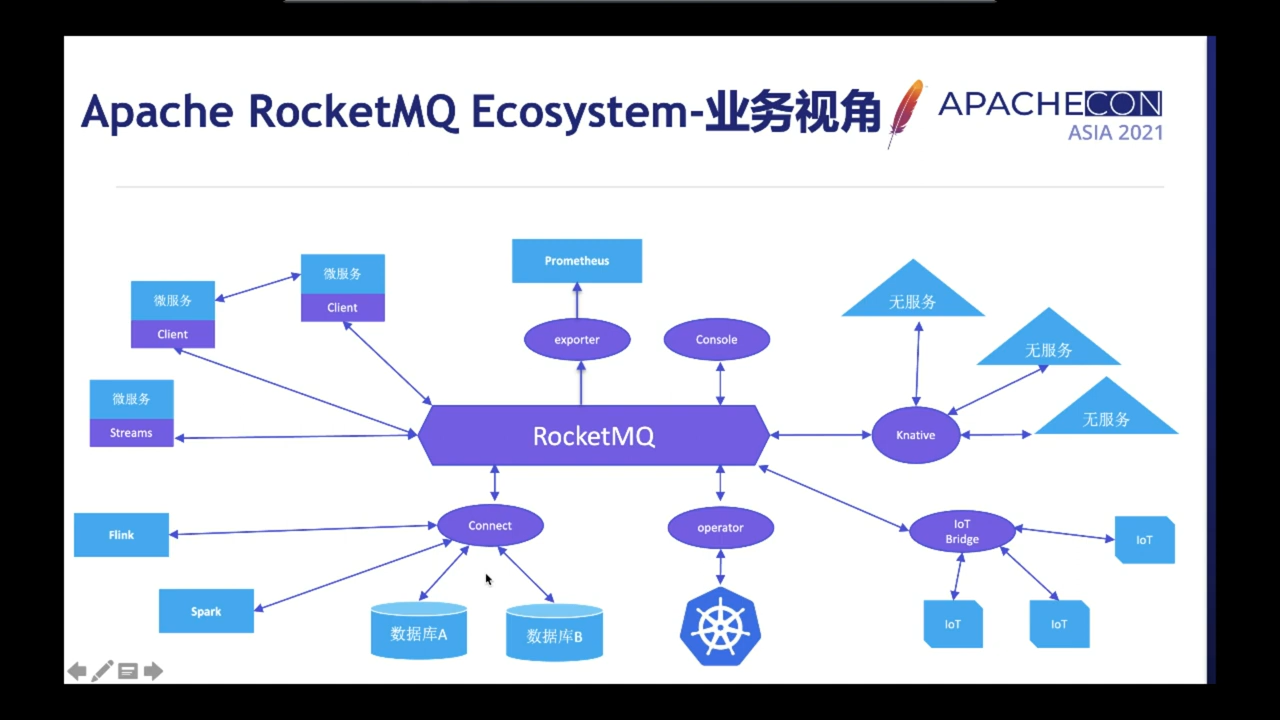 Apache RocketMQ Ecosystem-业务视角
APACHECON
ASIA 2021
微服务
Client
微服务
Client
微服务
Streams
Prometheus
exporter
Console
无服务
无服务
无服务
RocketMQ
Knative
Connect
operator
IoT
Bridge
Flink
Spark
数据库A
数据库B
IoT
IoT
IoT